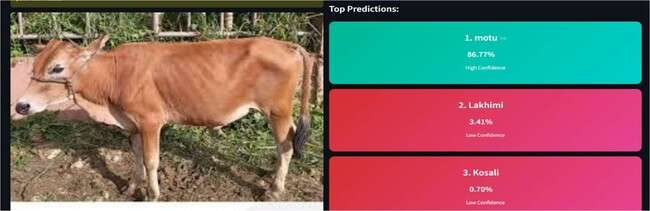 Top Predictions:
1. motu
86.77%
High Confidence
2. Lakhimi
3.41%
Low Confidence
3. Kosali
0.70%
Low Confidence